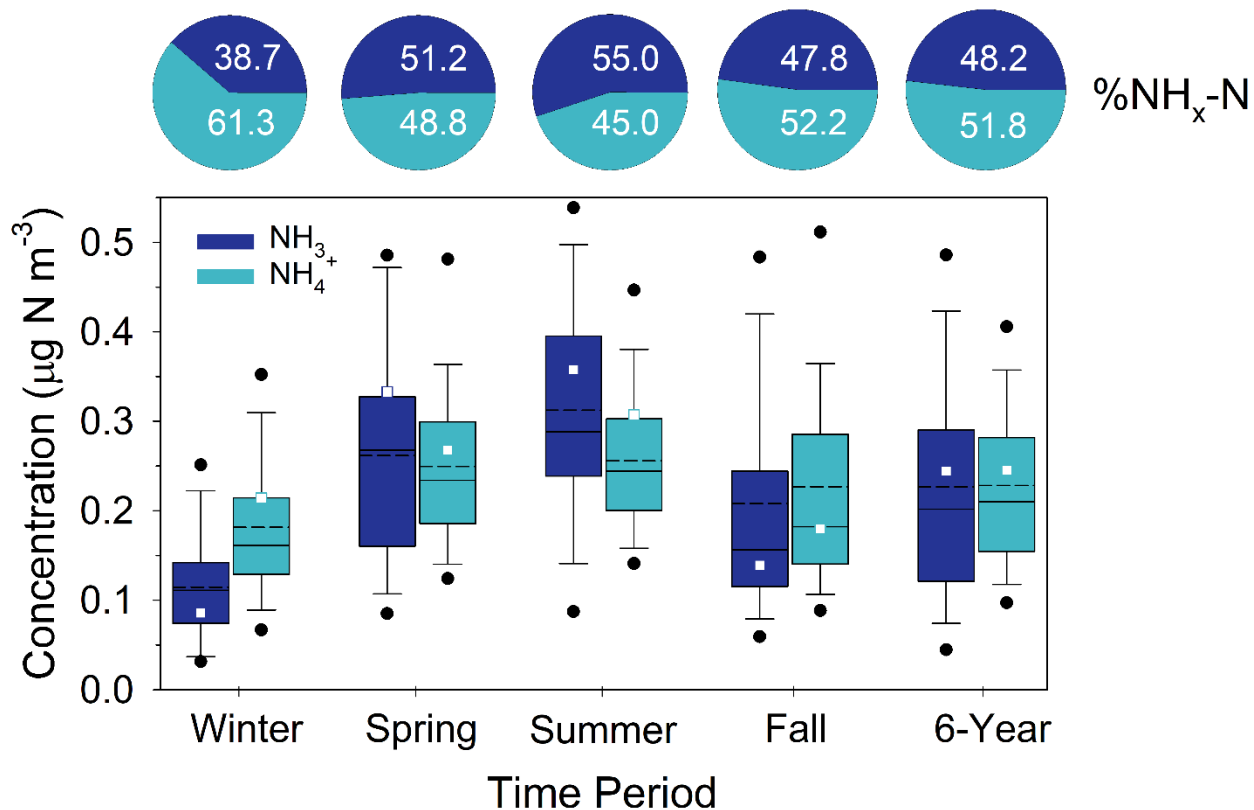 38.7 51.2 55.0 47.8 48.2
61.3 48.8 45.0 52.2 51.8
%NHₓ-N
Concentration (μg N m⁻³)
0.5
0.4
0.3
0.2
0.1
0.0
NH₃
NH₄⁺
Winter Spring Summer Fall 6-Year
Time Period